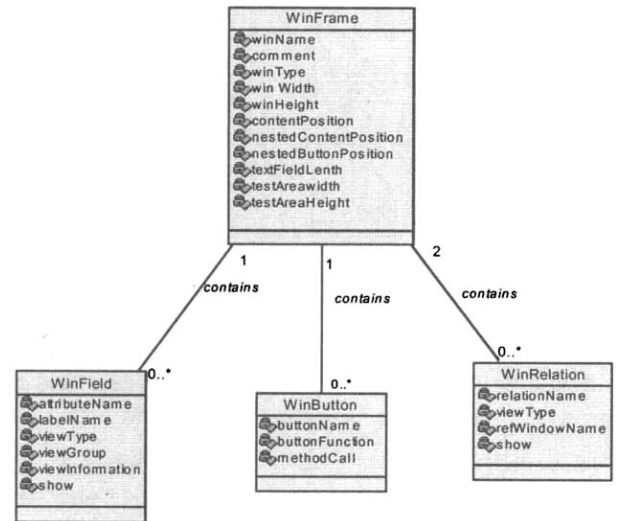 WinFrame
winName
comment
winType
win Width
winHeight
contentPosition
nestedContentPosition
nestedButtonPosition
textFieldLenth
testAreawidth
testAreaHeight
1
1
2
contains
contains
contains
0..*
0..*
0..*
WinField
attributeName
labelName
viewType
viewGroup
viewInformation
show
WinButton
buttonName
buttonFunction
methodCall
WinRelation
relationName
viewType
refWindowName
show